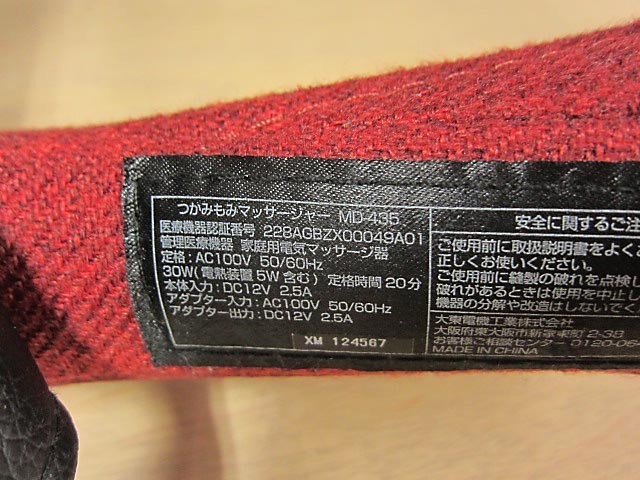 つかみもみマッサージャー MD-435
医療機器認証番号 228AGBZX00049A01
管理医療機器 家庭用電気マッサージ器
定格:AC100V 50/60Hz
30W(電熱装置 5W 含む) 定格時間 20分
本体入力:DC12V 2.5A
アダプター入力:AC100V 50/60Hz
アダプター出力:DC12V 2.5A
XM 124567
安全に関するご注
ご使用前に取扱説明書をよくお
正しくお使いください。
ご使用前に縫製の破れを点検し
破れがあるときは使用を中止し
機器の分解や改造はしないでく
大東電機工業株式会社
大阪府東大阪市新家町2-38
お客様ご相談センター 0120-064
MADE IN CHINA